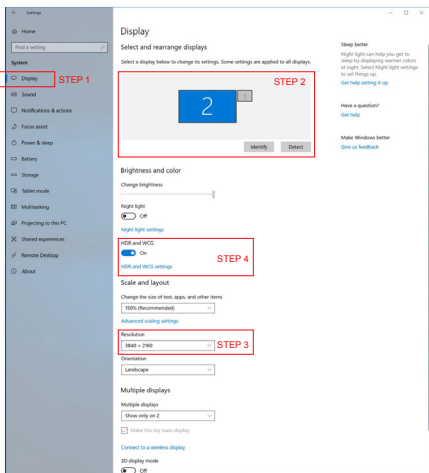 Settings
Home
Find a setting
System
Display
STEP 1
Sound
Notifications & actions
Focus assist
Power & sleep
Battery
Storage
Tablet mode
Multitasking
Projecting to this PC
Shared experiences
Remote Desktop
About
Display
Select and rearrange displays
Select a display below to change its settings. Some settings are applied to all displays.
STEP 2
2
1
Identify
Detect
Brightness and color
Change brightness
Night light
Off
Night light settings
HDR and WCG
On
STEP 4
HDR and WCG settings
Scale and layout
Change the size of text, apps, and other items
150% (Recommended)
Advanced scaling settings
Resolution
3840 × 2160
STEP 3
Orientation
Landscape
Multiple displays
Multiple displays
Show only on 2
Make this my main display
Connect to a wireless display
3D display mode
Off
Sleep better
Night light can help you get to
sleep by displaying warmer colors
at night. Select Night light settings
to set things up.
Get help setting it up
Have a question?
Get help
Make Windows better
Give us feedback